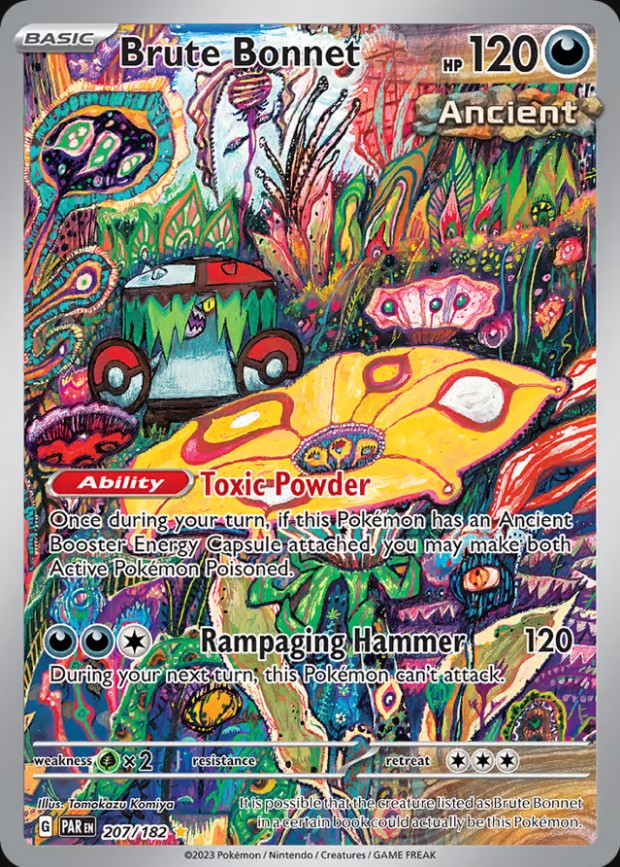 BASIC
Brute Bonnet
HP 120
Ancient
Ability Toxic Powder
Once during your turn, if this Pokémon has an Ancient
Booster Energy Capsule attached, you may make both
Active Pokémon Poisoned.
Rampaging Hammer 120
During your next turn, this Pokémon can't attack.
weakness ×2 resistance retreat
Illus. Tomokazu Komiya
It is possible that the creature listed as Brute Bonnet
in a certain book could actually be this Pokémon.
G PAR EN 207/182
©2023 Pokémon / Nintendo / Creatures / GAME FREAK